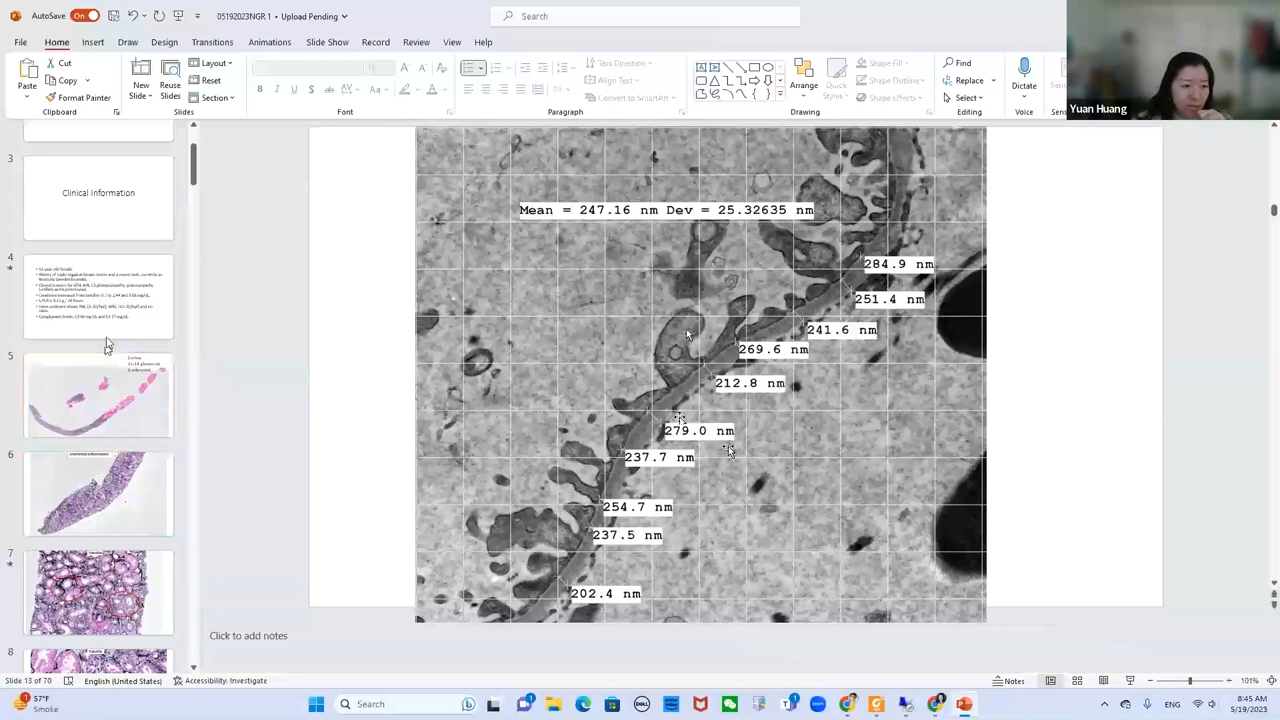 AutoSave On 05192023NGR 1 • Upload Pending Search
File Home Insert Draw Design Transitions Animations Slide Show Record Review View Help
Paste Cut Copy Format Painter Clipboard
New Slide Reuse Slides Layout Reset Section Slides
Font
Text Direction Align Text Convert to SmartArt Paragraph
Arrange Quick Styles Shape Fill Shape Outline Shape Effects Drawing
Find Replace Select Editing
Dictate Voice
Yuan Huang
3
Clinical Information
4
5
6
7
8
Mean = 247.16 nm Dev = 25.32635 nm
284.9 nm
251.4 nm
241.6 nm
269.6 nm
212.8 nm
279.0 nm
237.7 nm
254.7 nm
237.5 nm
202.4 nm
Click to add notes
Slide 13 of 70 English (United States) Accessibility: Investigate Notes 101%
57°F
Smoke
Search
ENG
8:45 AM
5/19/2023